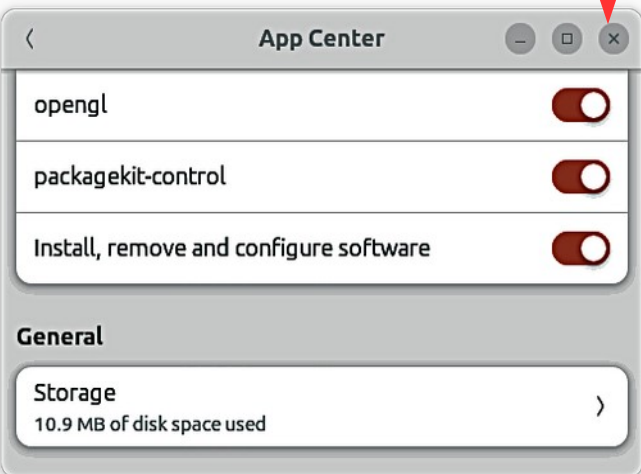 App Center
opengl
packagekit-control
Install, remove and configure software
General
Storage
10.9 MB of disk space used